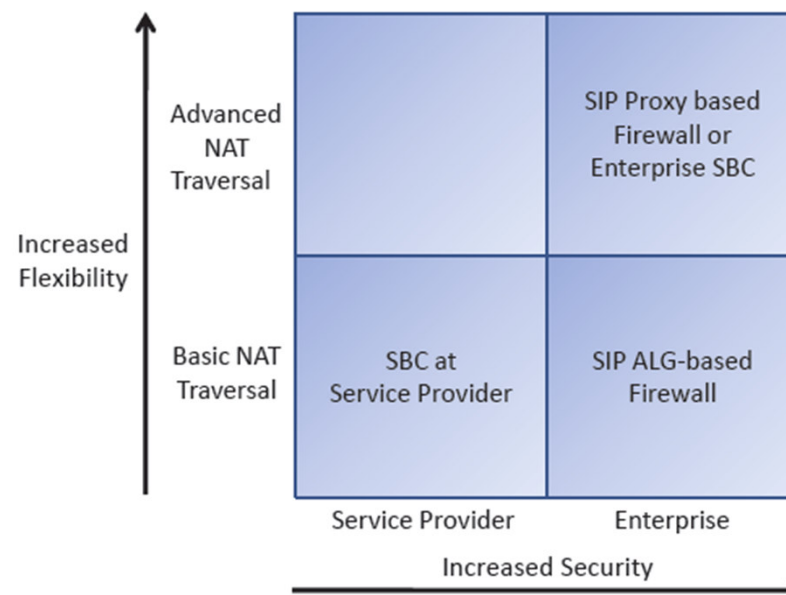 Advanced
NAT
Traversal
SIP Proxy based
Firewall or
Enterprise SBC
Increased
Flexibility
Basic NAT
Traversal
SBC at
Service Provider
SIP ALG-based
Firewall
Service Provider
Enterprise
Increased Security